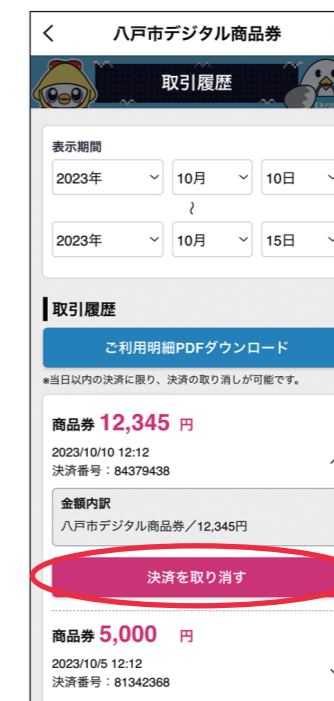 八戸市デジタル商品券
取引履歴
表示期間
2023年 10月 10日
～
2023年 10月 15日
取引履歴
ご利用明細PDFダウンロード
※当日以内の決済に限り、決済の取り消しが可能です。
商品券 12,345 円
2023/10/10 12:12
決済番号：84379438
金額内訳
八戸市デジタル商品券／12,345円
決済を取り消す
商品券 5,000 円
2023/10/5 12:12
決済番号：81342368